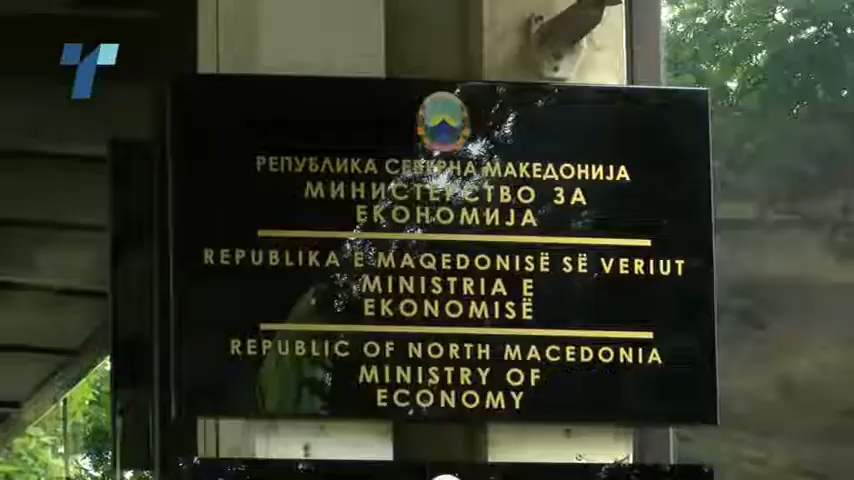 РЕПУБЛИКА СЕВЕРНА МАКЕДОНИЈА
МИНИСТЕРСТВО ЗА
ЕКОНОМИЈА
REPUBLIKA E MAQEDONISË SË VERIUT
MINISTRIA E
EKONOMISË
REPUBLIC OF NORTH MACEDONIA
MINISTRY OF
ECONOMY